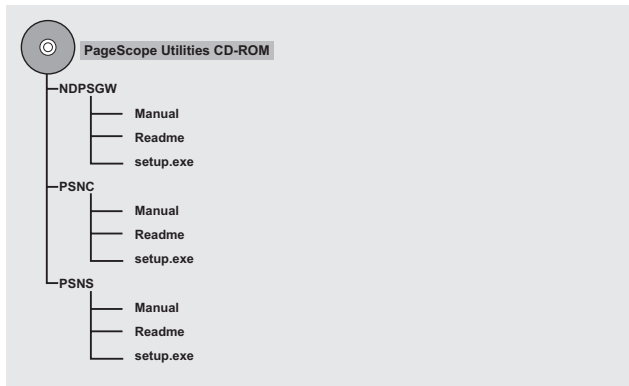 PageScope Utilities CD-ROM
NDPSGW
Manual
Readme
setup.exe
PSNC
Manual
Readme
setup.exe
PSNS
Manual
Readme
setup.exe